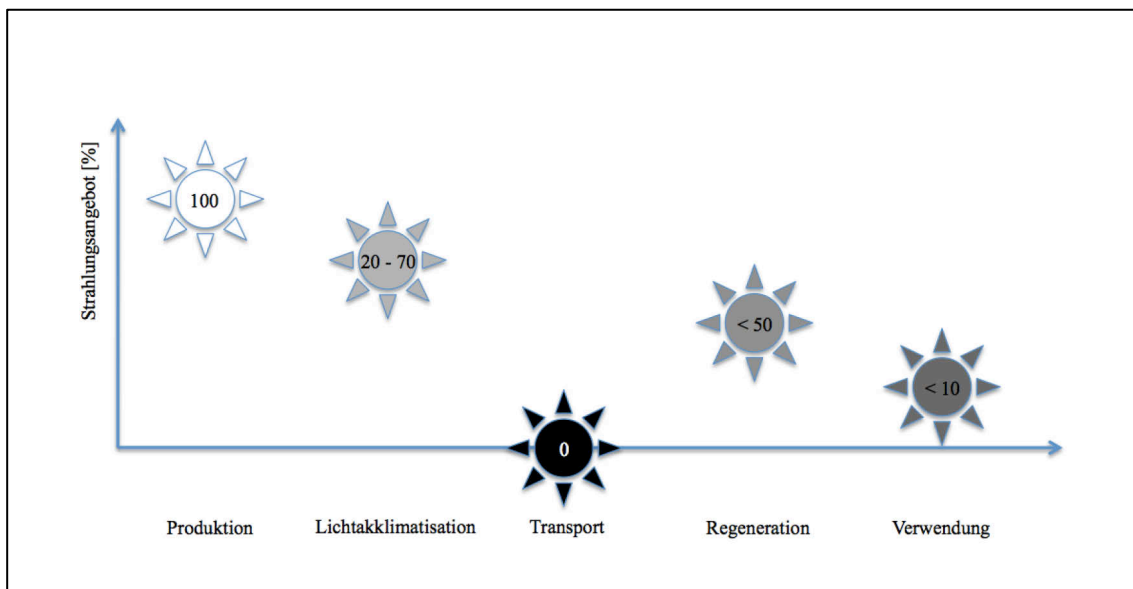 Strahlungsangebot [%]
100
20 - 70
0
< 50
< 10
Produktion
Lichtakklimatisation
Transport
Regeneration
Verwendung